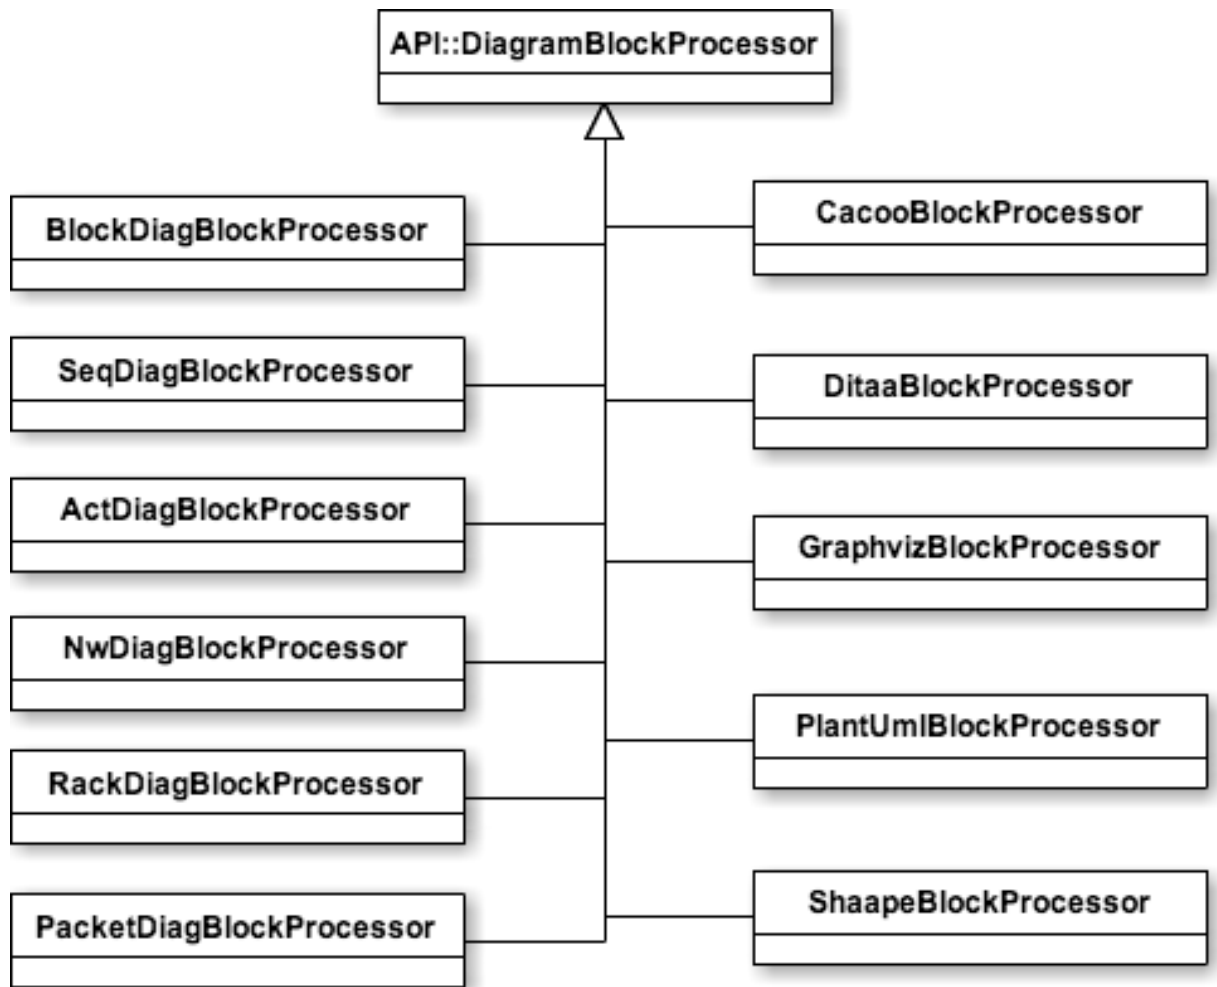 API::DiagramBlockProcessor
BlockDiagBlockProcessor
SeqDiagBlockProcessor
ActDiagBlockProcessor
NwDiagBlockProcessor
RackDiagBlockProcessor
PacketDiagBlockProcessor
CacooBlockProcessor
DitaaBlockProcessor
GraphvizBlockProcessor
PlantUmlBlockProcessor
ShaapeBlockProcessor